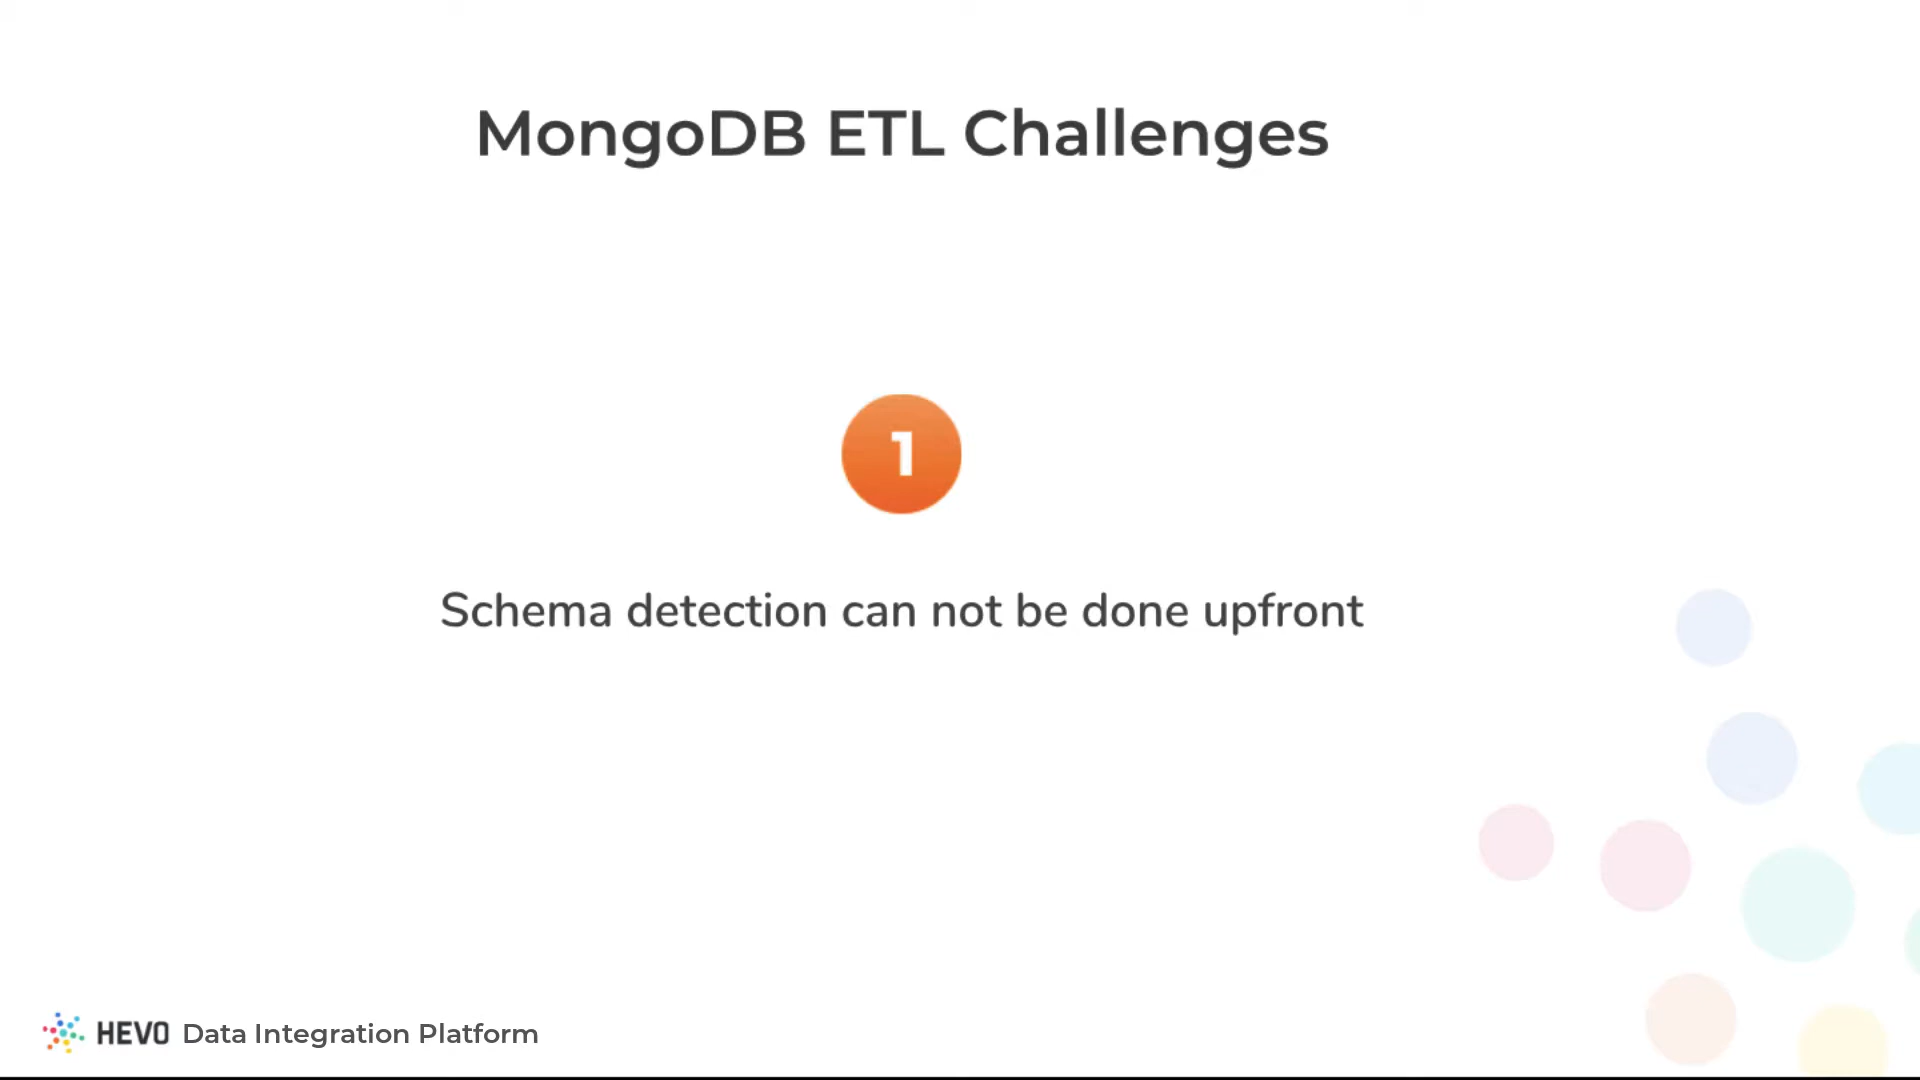 MongoDB ETL Challenges
1
Schema detection can not be done upfront
HEVO Data Integration Platform